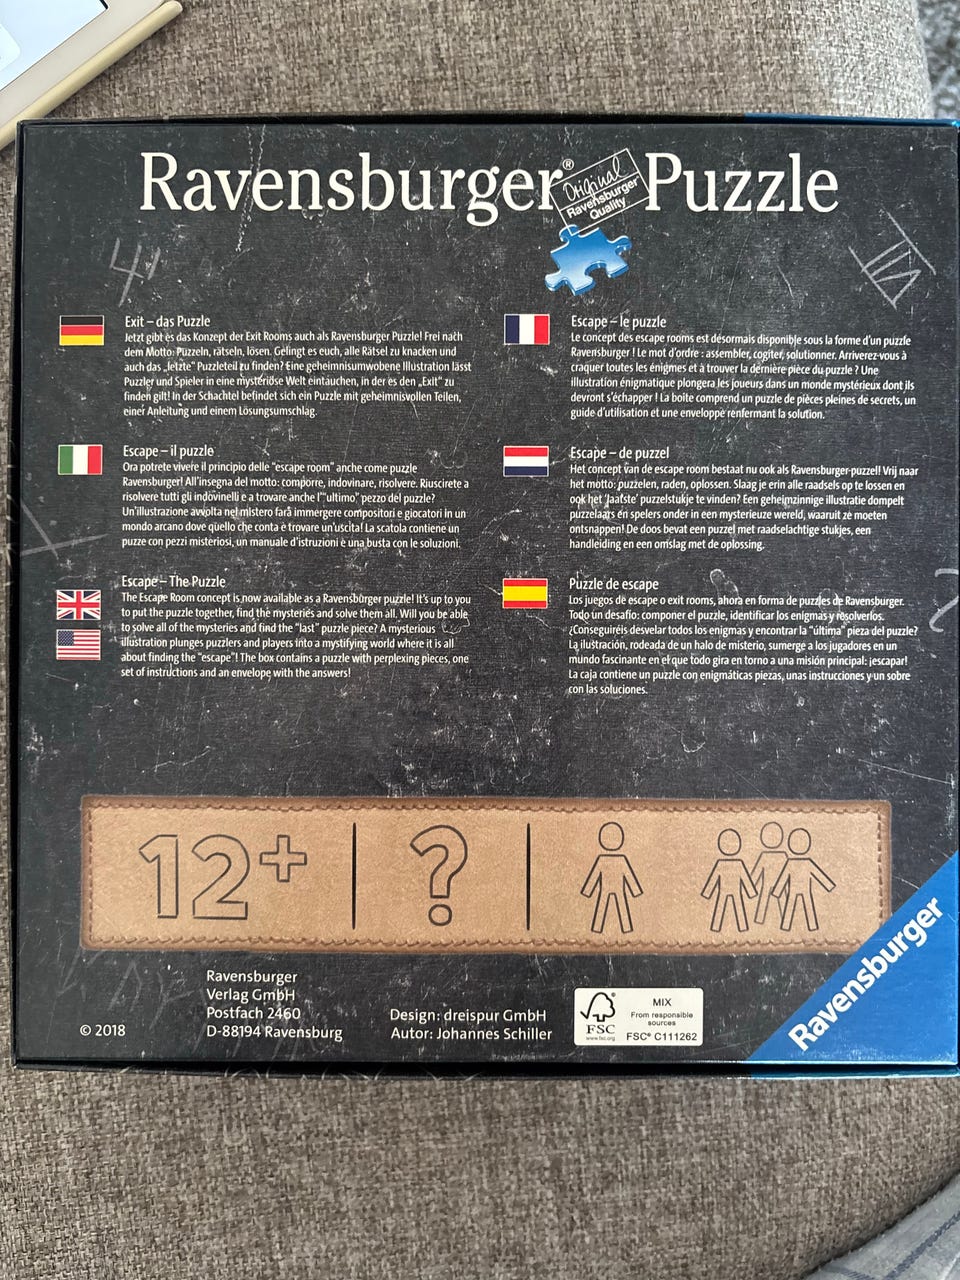 Ravensburger® Puzzle
Original
Ravensburger
Quality
Exit – das Puzzle
Jetzt gibt es das Konzept der Exit Rooms auch als Ravensburger Puzzle! Frei nach
dem Motto: Puzzeln, rätseln, lösen. Gelingt es euch, alle Rätsel zu knacken und
auch das „letzte“ Puzzleteil zu finden? Eine geheimnisumwobene Illustration lässt
Puzzler und Spieler in eine mysteriöse Welt eintauchen, in der es den „Exit“ zu
finden gilt! In der Schachtel befindet sich ein Puzzle mit geheimnisvollen Teilen,
einer Anleitung und einem Lösungsumschlag.
Escape – le puzzle
Le concept des escape rooms est désormais disponible sous la forme d'un puzzle
Ravensburger ! Le mot d'ordre : assembler, cogiter, solutionner. Arriverez-vous à
craquer toutes les énigmes et à trouver la dernière pièce du puzzle ? Une
illustration énigmatique plongera les joueurs dans un monde mystérieux dont ils
devront s'échapper ! La boîte comprend un puzzle de pièces pleines de secrets, un
guide d'utilisation et une enveloppe renfermant la solution.
Escape – il puzzle
Ora potrete vivere il principio delle "escape room" anche come puzzle
Ravensburger! All'insegna del motto: comporre, indovinare, risolvere. Riuscirete a
risolvere tutti gli indovinelli e a trovare anche l'"ultimo" pezzo del puzzle?
Un'illustrazione avvolta nel mistero farà immergere compositori e giocatori in un
mondo arcano dove quello che conta è trovare un'uscita! La scatola contiene un
puzze con pezzi misteriosi, un manuale d'istruzioni e una busta con le soluzioni.
Escape – de puzzel
Het concept van de escape room bestaat nu ook als Ravensburger-puzzel! Vrij naar
het motto: puzzelen, raden, oplossen. Slaag je erin alle raadsels op te lossen en
ook het 'laatste' puzzelstukje te vinden? Een geheimzinnige illustratie dompelt
puzzelaars en spelers onder in een mysterieuze wereld, waaruit ze moeten
ontsnappen! De doos bevat een puzzel met raadselachtige stukjes, een
handleiding en een omslag met de oplossing.
Escape – The Puzzle
The Escape Room concept is now available as a Ravensburger puzzle! It's up to you
to put the puzzle together, find the mysteries and solve them all. Will you be able
to solve all of the mysteries and find the "last" puzzle piece? A mysterious
illustration plunges puzzlers and players into a mystifying world where it is all
about finding the "escape"! The box contains a puzzle with perplexing pieces, one
set of instructions and an envelope with the answers!
Puzzle de escape
Los juegos de escape o exit rooms, ahora en forma de puzzles de Ravensburger.
Todo un desafío: componer el puzzle, identificar los enigmas y resolverlos.
¿Conseguiréis desvelar todos los enigmas y encontrar la "última" pieza del puzzle?
La ilustración, rodeada de un halo de misterio, sumerge a los jugadores en un
mundo fascinante en el que todo gira en torno a una misión principal: ¡escapar!
La caja contiene un puzzle con enigmáticas piezas, unas instrucciones y un sobre
con las soluciones.
12+ ?
© 2018
Ravensburger
Verlag GmbH
Postfach 2460
D-88194 Ravensburg
Design: dreispur GmbH
Autor: Johannes Schiller
FSC
www.fsc.org
MIX
From responsible
sources
FSC® C111262
Ravensburger